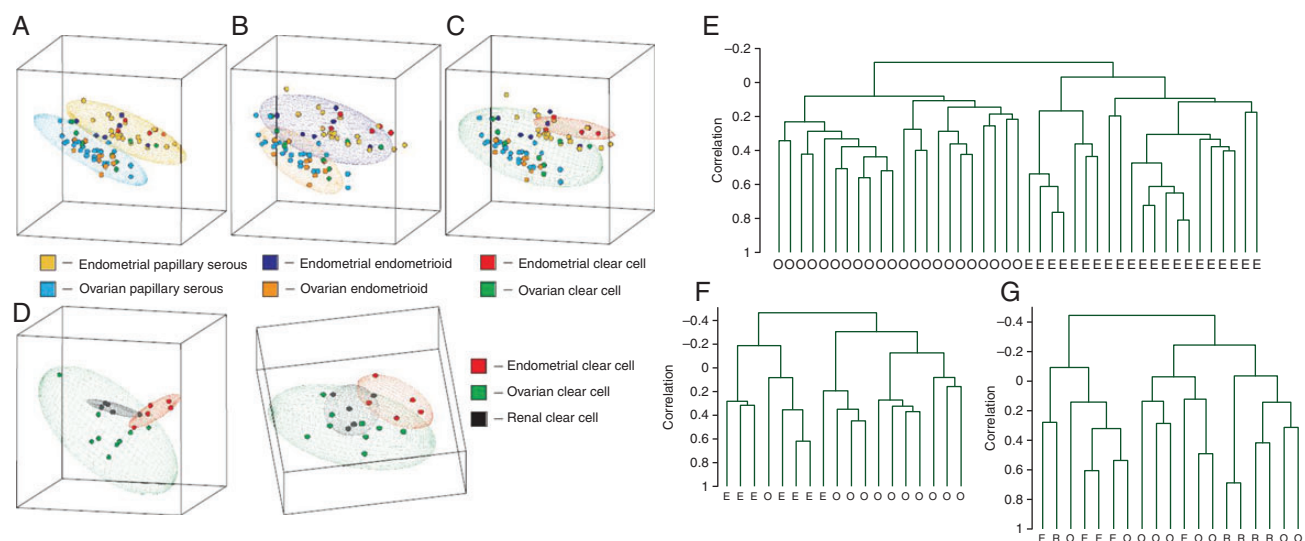 A
B
C
Endometrial papillary serous
Ovarian papillary serous
Endometrial endometrioid
Ovarian endometrioid
Endometrial clear cell
Ovarian clear cell
D
Endometrial clear cell
Ovarian clear cell
Renal clear cell
E
Correlation
−0.2
0
0.2
0.4
0.6
0.8
1
OOOOOOOOOOOOOOOOOOOOOOEEEEEEEEEEEEEEEEEEEEE
F
Correlation
−0.4
−0.2
0
0.2
0.4
0.6
0.8
1
E E E O E E E E O O O O O O O O O O
G
Correlation
−0.4
−0.2
0
0.2
0.4
0.6
0.8
1
E R O E E E O O O O E O O R R R R O O